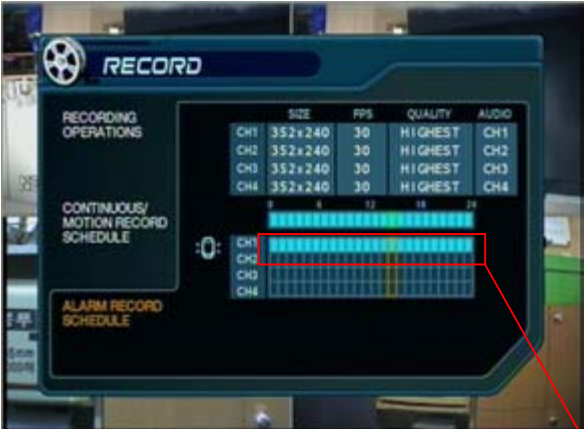 RECORD
RECORDING
OPERATIONS
SIZE FPS QUALITY AUDIO
CH1 352x240 30 HIGHEST CH1
CH2 352x240 30 HIGHEST CH2
CH3 352x240 30 HIGHEST CH3
CH4 352x240 30 HIGHEST CH4
CONTINUOUS/
MOTION RECORD
SCHEDULE
0 6 12 18 24
CH1
CH2
CH3
CH4
ALARM RECORD
SCHEDULE